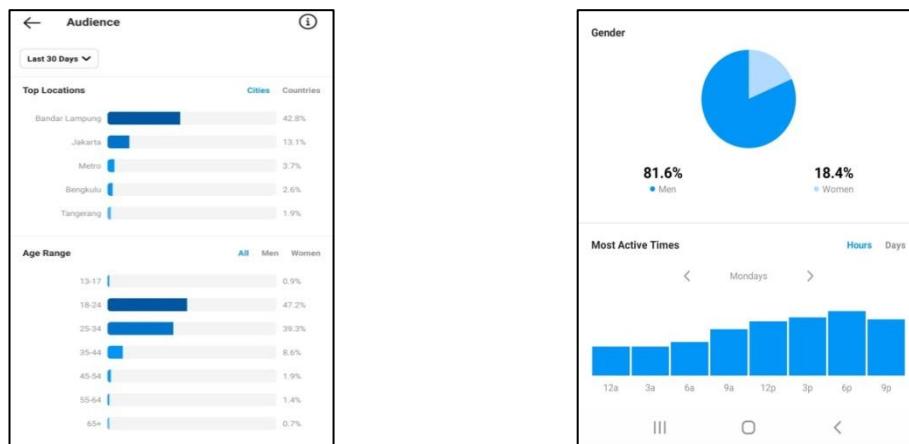 Audience
Last 30 Days
Top Locations Cities Countries
Bandar Lampung 42.8%
Jakarta 13.1%
Metro 3.7%
Bengkulu 2.6%
Tangerang 1.9%
Age Range All Men Women
13-17 0.9%
18-24 47.2%
25-34 39.3%
35-44 8.6%
45-54 1.9%
55-64 1.4%
65+ 0.7%
Gender
81.6% 18.4%
Men Women
Most Active Times Hours Days
Mondays
12a 3a 6a 9a 12p 3p 6p 9p